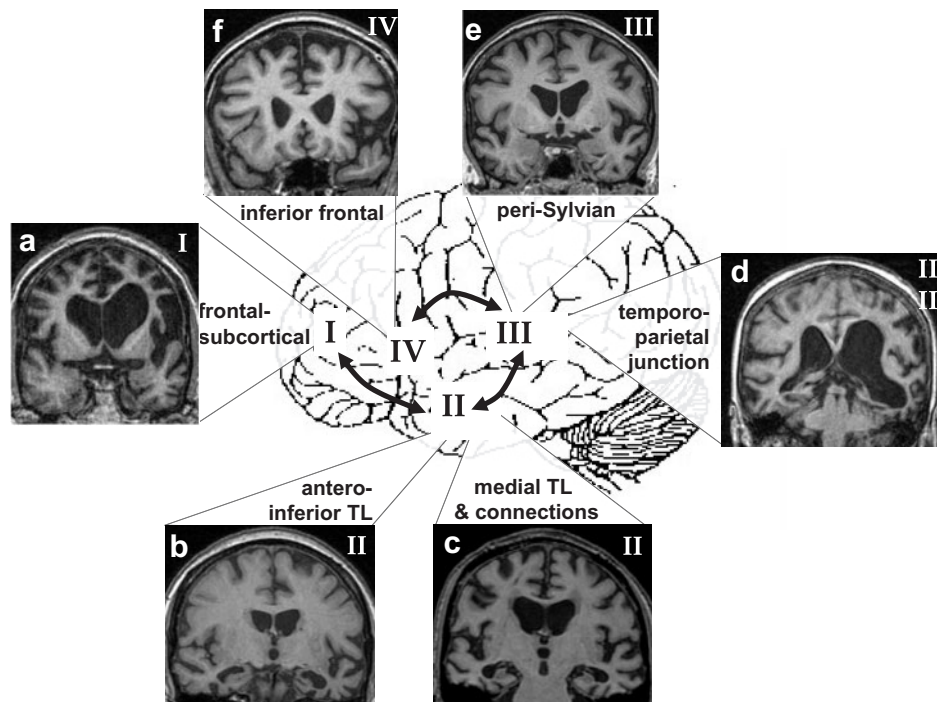 f
IV
e
III
inferior frontal
peri-Sylvian
a
I
d
II
II
frontal-
subcortical
I
IV
III
II
temporo-
parietal
junction
antero-
inferior TL
medial TL
& connections
b
II
c
II